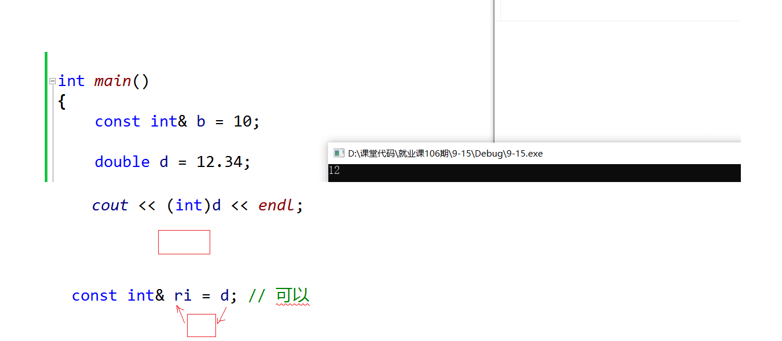 int main()
{
const int& b = 10;
double d = 12.34;
D:\课堂代码\就业课106期\9-15\Debug\9-15.exe
12
cout << (int)d << endl;
const int& ri = d; // 可以